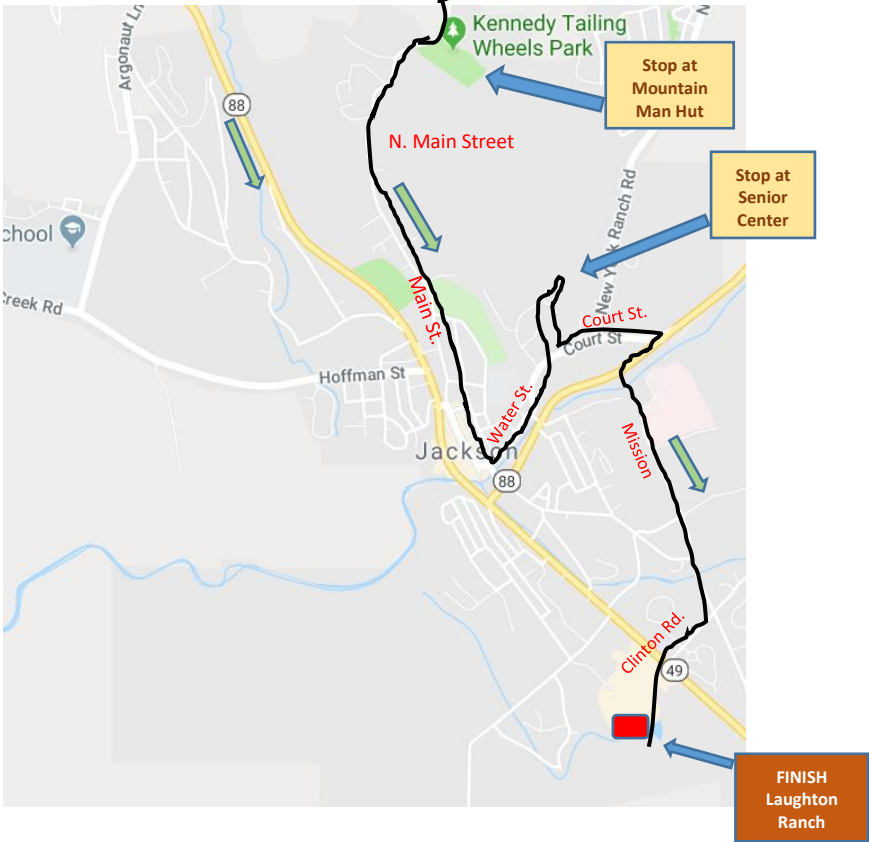 Argonaut Ln
N
Kennedy Tailing
Wheels Park
Stop at
Mountain
Man Hut
88
N. Main Street
Stop at
Senior
Center
chool
New York Ranch Rd
Creek Rd
Main St.
Court St.
Court St
Hoffman St
Water St.
Mission
Jackson
88
Clinton Rd.
49
FINISH
Laughton
Ranch